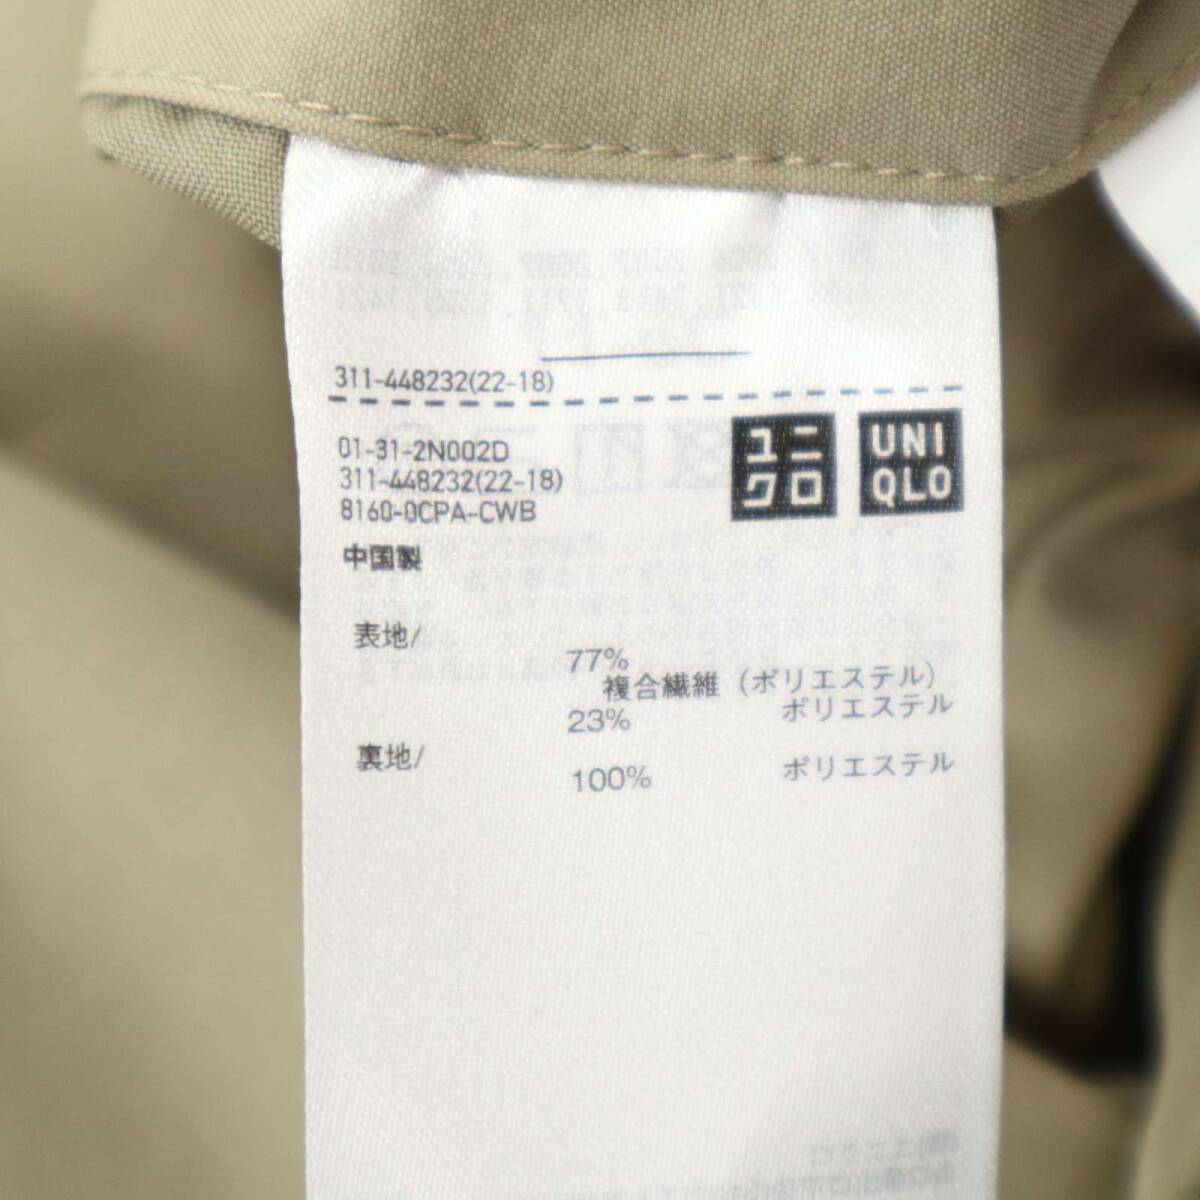 311-448232(22-18)
01-31-2N002D
311-448232(22-18)
8160-0CPA-CWB
ユニ
クロ
UNI
QLO
中国製
表地/
77%
複合繊維（ポリエステル）
23% ポリエステル
裏地/
100% ポリエステル